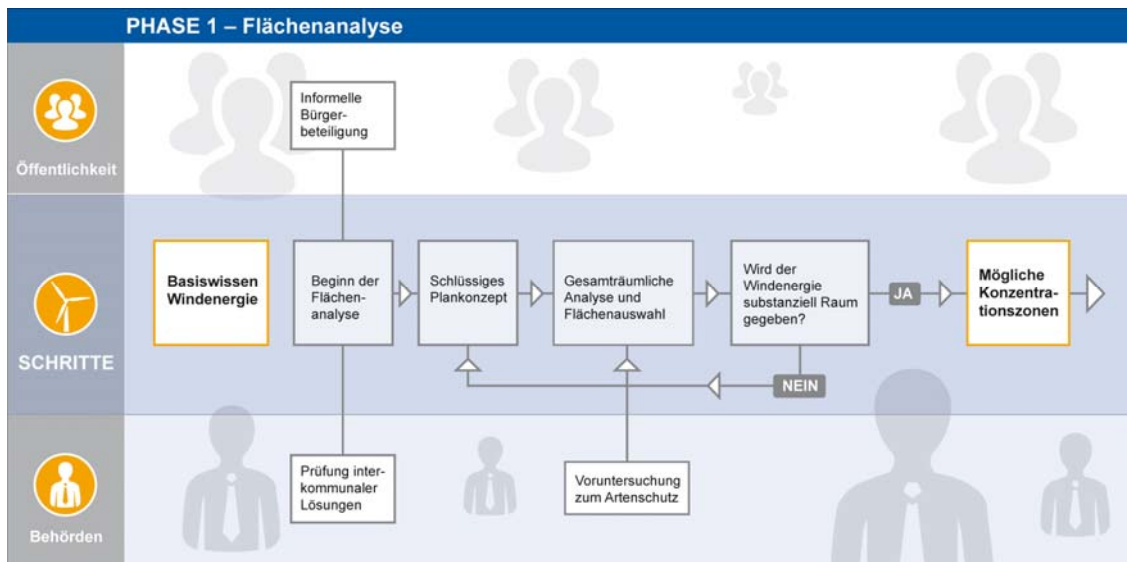 PHASE 1 – Flächenanalyse
Informelle
Bürger-
beteiligung
Öffentlichkeit
Basiswissen
Windenergie
Beginn der
Flächen-
analyse
Schlüssiges
Plankonzept
Gesamträumliche
Analyse und
Flächenauswahl
Wird der
Windenergie
substanziell Raum
gegeben?
JA
Mögliche
Konzentra-
tionszonen
SCHRITTE
NEIN
Prüfung inter-
kommunaler
Lösungen
Voruntersuchung
zum Artenschutz
Behörden